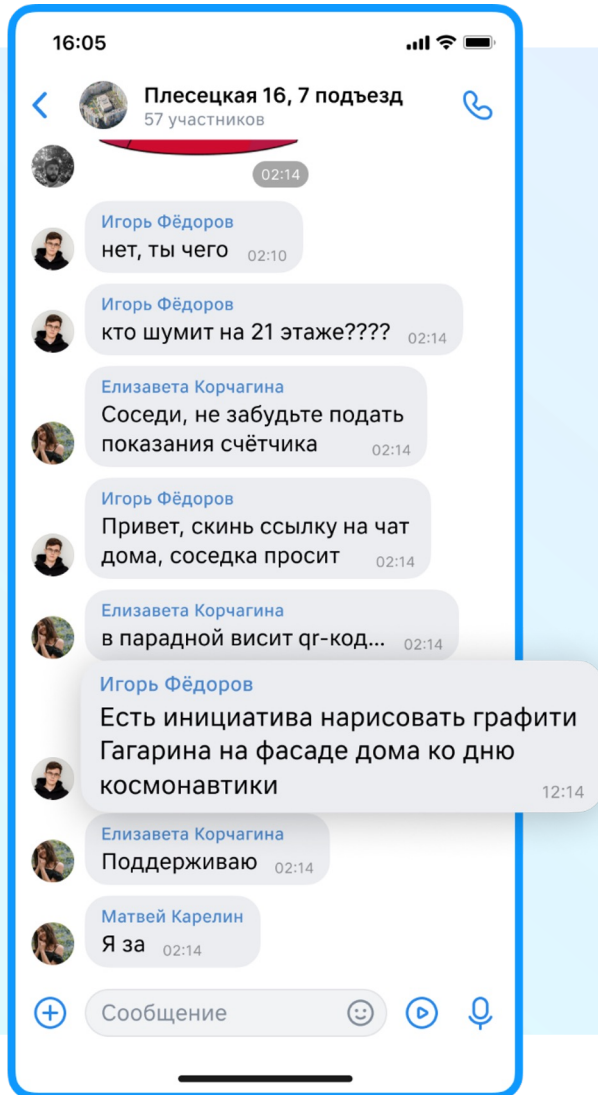 16:05
Плесецкая 16, 7 подъезд
57 участников
02:14
Игорь Фёдоров
нет, ты чего 02:10
Игорь Фёдоров
кто шумит на 21 этаже???? 02:14
Елизавета Корчагина
Соседи, не забудьте подать
показания счётчика 02:14
Игорь Фёдоров
Привет, скинь ссылку на чат
дома, соседка просит 02:14
Елизавета Корчагина
в парадной висит qr-код... 02:14
Игорь Фёдоров
Есть инициатива нарисовать графити
Гагарина на фасаде дома ко дню
космонавтики 12:14
Елизавета Корчагина
Поддерживаю 02:14
Матвей Карелин
Я за 02:14
Сообщение